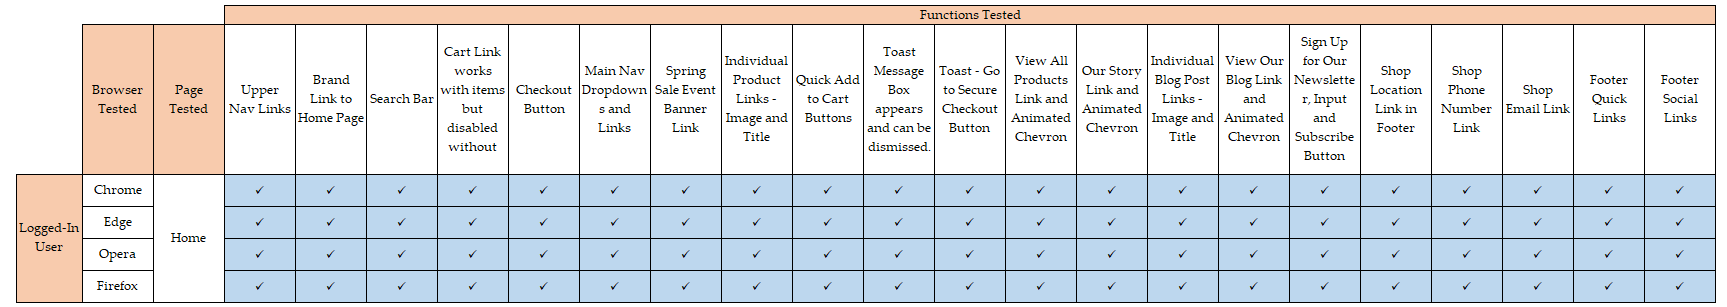 Functions Tested
Browser
Tested
Page
Tested
Upper
Nav Links
Brand
Link to
Home Page
Search Bar
Cart Link
works
with items
but
disabled
without
Checkout
Button
Main Nav
Dropdown
s and
Links
Spring
Sale Event
Banner
Link
Individual
Product
Links -
Image and
Title
Quick Add
to Cart
Buttons
Toast
Message
Box
appears
and can be
dismissed.
Toast - Go
to Secure
Checkout
Button
View All
Products
Link and
Animated
Chevron
Our Story
Link and
Animated
Chevron
Individual
Blog Post
Links -
Image and
Title
View Our
Blog Link
and
Animated
Chevron
Sign Up
for Our
Newslette
r, Input
and
Subscribe
Button
Shop
Location
Link in
Footer
Shop
Phone
Number
Link
Shop
Email Link
Footer
Quick
Links
Footer
Social
Links
Logged-In
User
Home
Chrome ✓ ✓ ✓ ✓ ✓ ✓ ✓ ✓ ✓ ✓ ✓ ✓ ✓ ✓ ✓ ✓ ✓ ✓ ✓ ✓ ✓
Edge ✓ ✓ ✓ ✓ ✓ ✓ ✓ ✓ ✓ ✓ ✓ ✓ ✓ ✓ ✓ ✓ ✓ ✓ ✓ ✓ ✓
Opera ✓ ✓ ✓ ✓ ✓ ✓ ✓ ✓ ✓ ✓ ✓ ✓ ✓ ✓ ✓ ✓ ✓ ✓ ✓ ✓ ✓
Firefox ✓ ✓ ✓ ✓ ✓ ✓ ✓ ✓ ✓ ✓ ✓ ✓ ✓ ✓ ✓ ✓ ✓ ✓ ✓ ✓ ✓